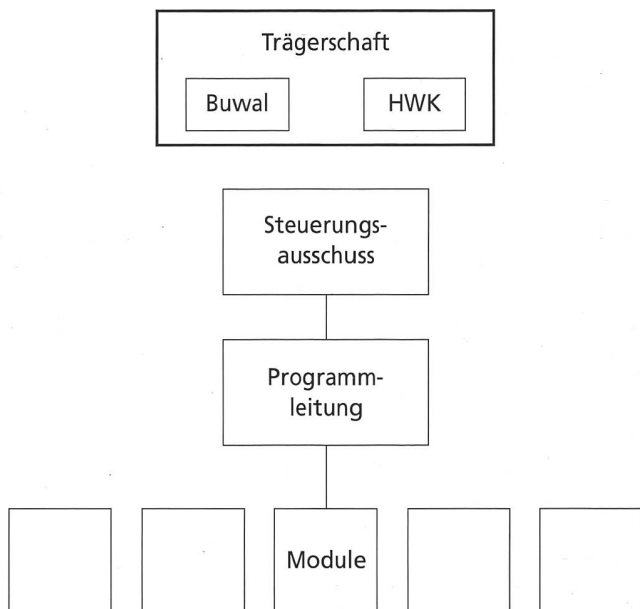 Trägerschaft
Buwal HWK
Steuerungs-
ausschuss
Programm-
leitung
Module